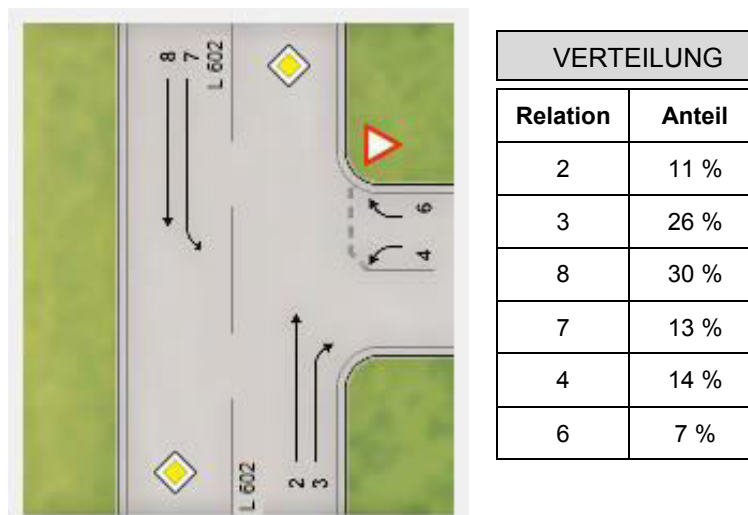 8
7
L 602
6
4
L 602
2
3
VERTEILUNG
Relation Anteil
2 11 %
3 26 %
8 30 %
7 13 %
4 14 %
6 7 %